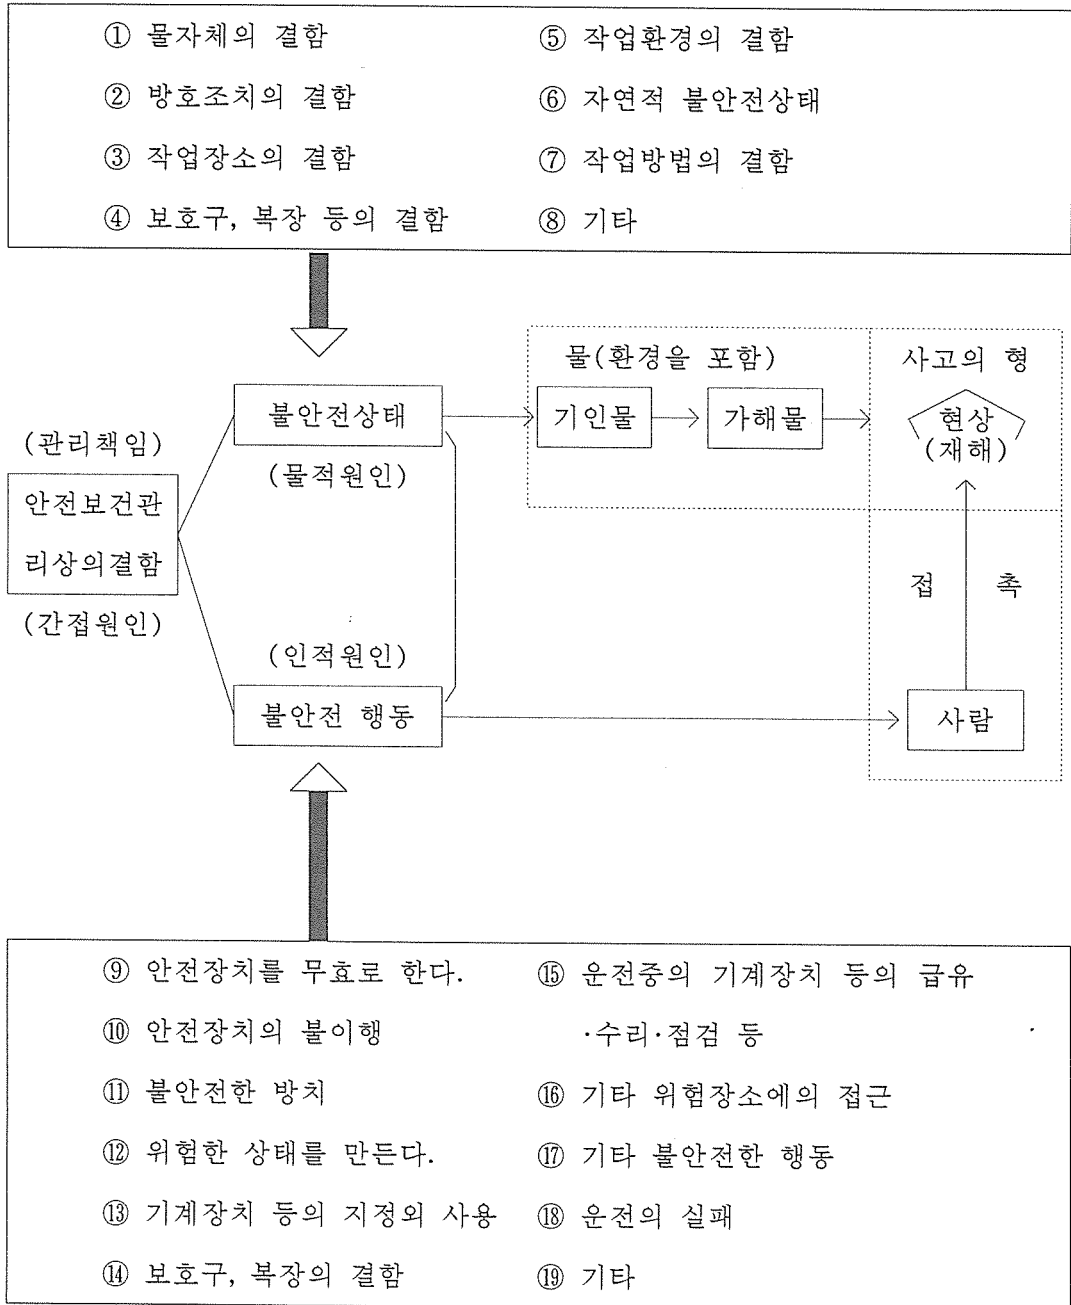 ① 물자체의 결함
② 방호조치의 결함
③ 작업장소의 결함
④ 보호구, 복장 등의 결함
⑤ 작업환경의 결함
⑥ 자연적 불안전상태
⑦ 작업방법의 결함
⑧ 기타
물(환경을 포함)
사고의 형
불안전상태
기인물
가해물
현상
(재해)
(물적원인)
(관리책임)
안전보건관
리상의결함
(간접원인)
접 촉
(인적원인)
불안전 행동
사람
⑨ 안전장치를 무효로 한다.
⑩ 안전장치의 불이행
⑪ 불안전한 방치
⑫ 위험한 상태를 만든다.
⑬ 기계장치 등의 지정외 사용
⑭ 보호구, 복장의 결함
⑮ 운전중의 기계장치 등의 급유
·수리·점검 등
⑯ 기타 위험장소에의 접근
⑰ 기타 불안전한 행동
⑱ 운전의 실패
⑲ 기타